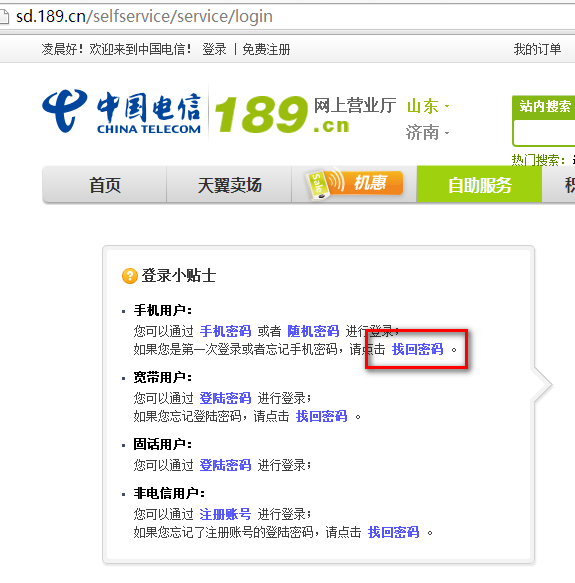 sd.189.cn/selfservice/service/login
凌晨好！欢迎来到中国电信！ 登录 | 免费注册 我的订单
中国电信 CHINA TELECOM 189.cn 网上营业厅 山东 济南
站内搜索
热门搜索：
首页 天翼卖场 Sale 机惠 自助服务 积
? 登录小贴士
手机用户：
您可以通过 手机密码 或者 随机密码 进行登录；
如果您是第一次登录或者忘记手机密码，请点击 找回密码 。
宽带用户：
您可以通过 登陆密码 进行登录；
如果您忘记登陆密码，请点击 找回密码 。
固话用户：
您可以通过 登陆密码 进行登录；
非电信用户：
您可以通过 注册账号 进行登录；
如果您忘记了注册账号的登陆密码，请点击 找回密码 。